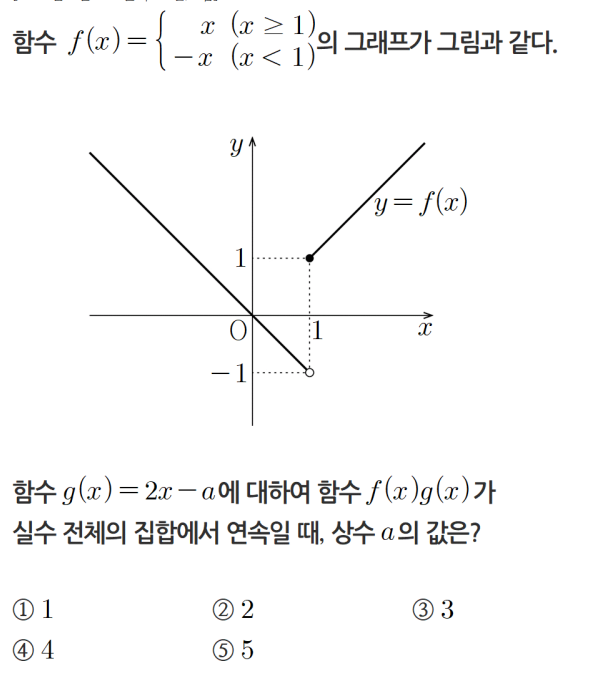 함수 f(x) = { x (x ≥ 1)
−x (x < 1) 의 그래프가 그림과 같다.
y
y = f(x)
1
O 1 x
−1
함수 g(x) = 2x − a에 대하여 함수 f(x)g(x)가
실수 전체의 집합에서 연속일 때, 상수 a의 값은?
① 1 ② 2 ③ 3
④ 4 ⑤ 5